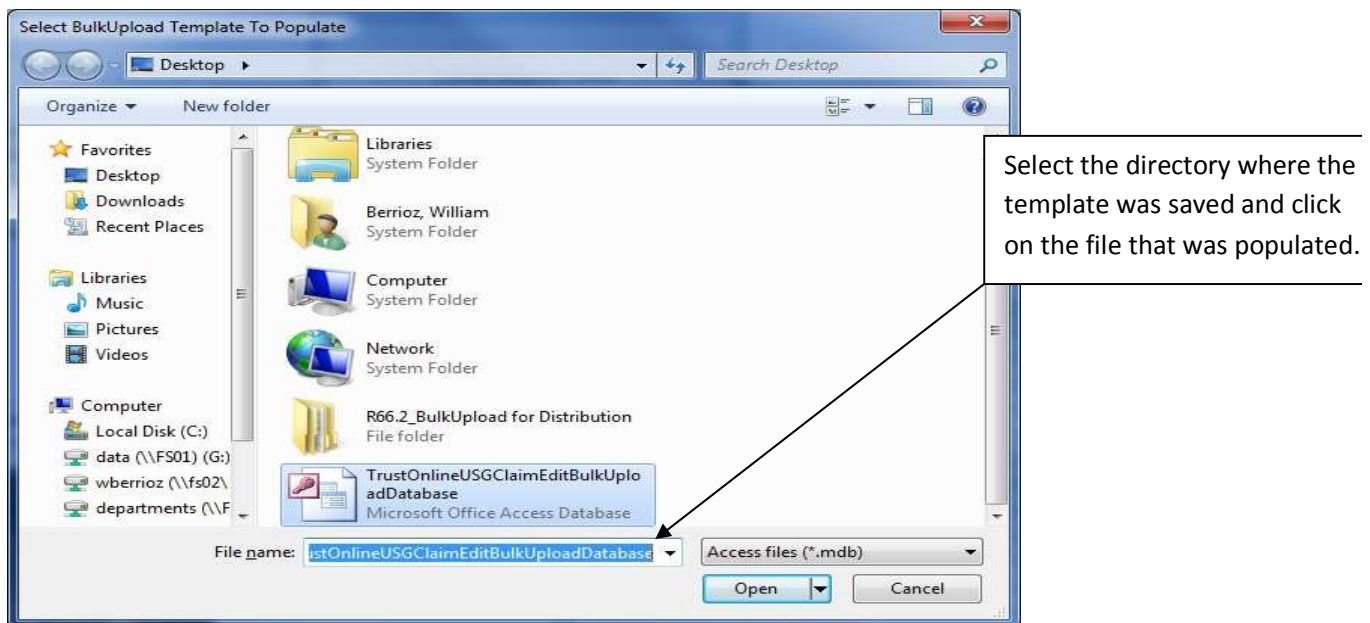 Select BulkUpload Template To Populate
Desktop
Search Desktop
Organize
New folder
Favorites
Desktop
Downloads
Recent Places
Libraries
Music
Pictures
Videos
Computer
Local Disk (C:)
data (\\FS01) (G:)
wberrioz (\\fs02\
departments (\\F
Libraries
System Folder
Berrioz, William
System Folder
Computer
System Folder
Network
System Folder
R66.2_BulkUpload for Distribution
File folder
TrustOnlineUSGClaimEditBulkUplo
adDatabase
Microsoft Office Access Database
File name:
ustOnlineUSGClaimEditBulkUploadDatabase
Access files (*.mdb)
Open
Cancel
Select the directory where the
template was saved and click
on the file that was populated.